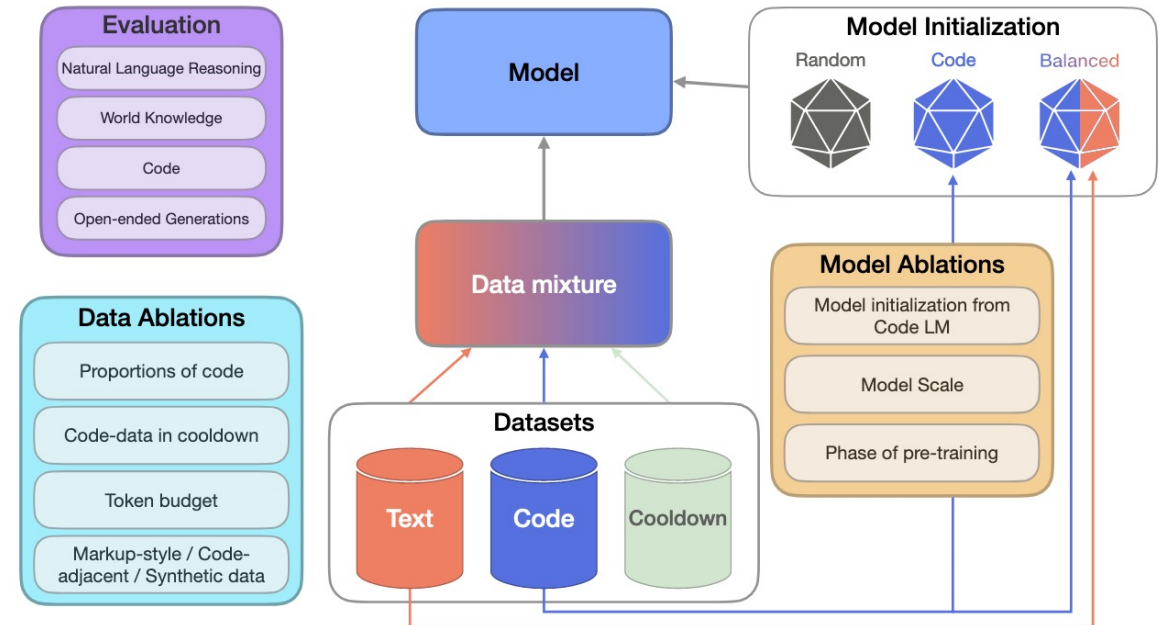 Evaluation
Natural Language Reasoning
World Knowledge
Code
Open-ended Generations
Data Ablations
Proportions of code
Code-data in cooldown
Token budget
Markup-style / Code-
adjacent / Synthetic data
Model
Data mixture
Datasets
Text
Code
Cooldown
Model Initialization
Random
Code
Balanced
Model Ablations
Model initialization from
Code LM
Model Scale
Phase of pre-training